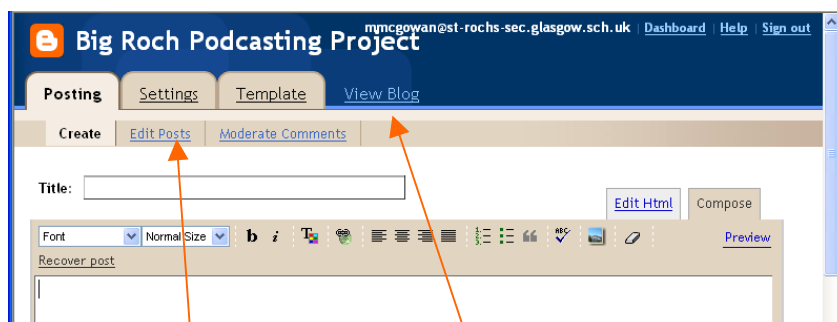 mmcgowan@st-rochs-sec.glasgow.sch.uk | Dashboard | Help | Sign out
Big Roch Podcasting Project
Posting Settings Template View Blog
Create Edit Posts Moderate Comments
Title:
Edit Html Compose
Font Normal Size b i T ABC Preview
Recover post